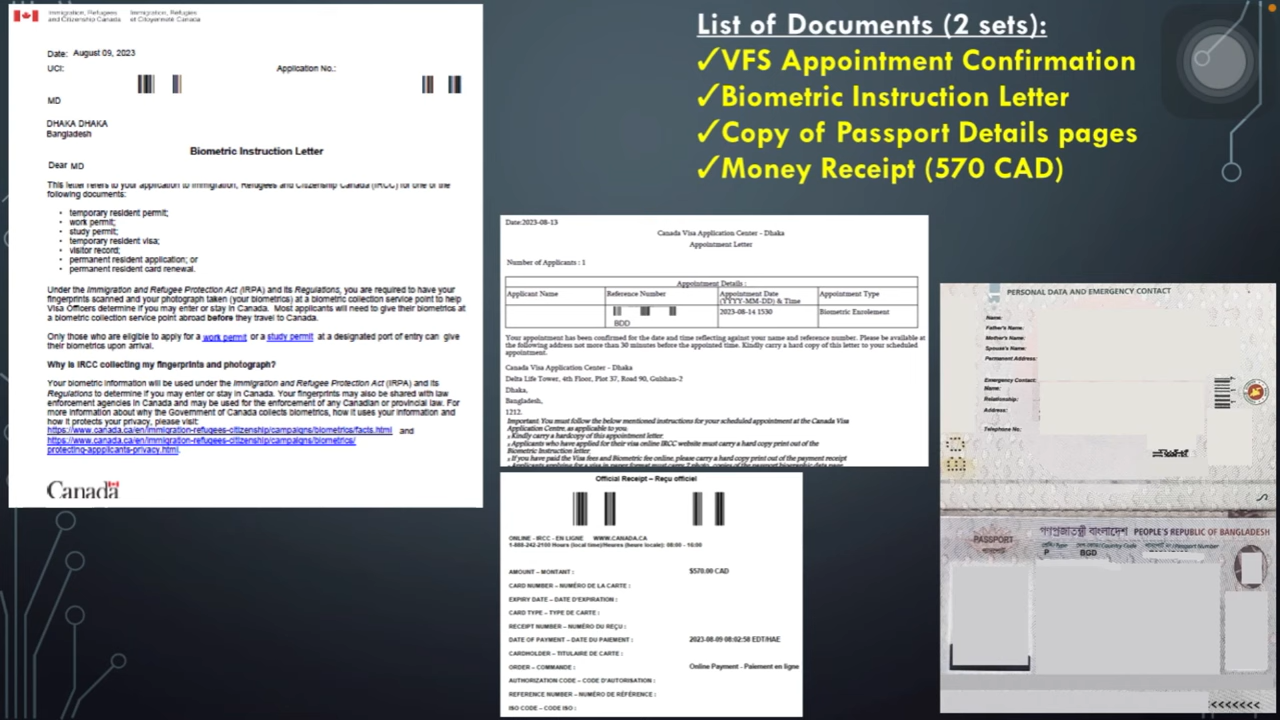 Immigration, Refugees
and Citizenship Canada
Immigration, Réfugiés
et Citoyenneté Canada
Date: August 09, 2023
UCI:
Application No.:
MD
DHAKA DHAKA
Bangladesh
Biometric Instruction Letter
Dear MD
This letter refers to your application to Immigration, Refugees and Citizenship Canada (IRCC) for one of the
following documents:
• temporary resident permit;
• work permit;
• study permit;
• temporary resident visa;
• visitor record;
• permanent resident application; or
• permanent resident card renewal.
Under the Immigration and Refugee Protection Act (IRPA) and its Regulations, you are required to have your
fingerprints scanned and your photograph taken (your biometrics) at a biometric collection service point to help
Visa Officers determine if you may enter or stay in Canada. Most applicants will need to give their biometrics at
a biometric collection service point abroad before they travel to Canada.
Only those who are eligible to apply for a work permit or a study permit at a designated port of entry can give
their biometrics upon arrival.
Why is IRCC collecting my fingerprints and photograph?
Your biometric information will be used under the Immigration and Refugee Protection Act (IRPA) and its
Regulations to determine if you may enter or stay in Canada. Your fingerprints may also be shared with law
enforcement agencies in Canada and may be used for the enforcement of any Canadian or provincial law. For
more information about why the Government of Canada collects biometrics, how it uses your information and
how it protects your privacy, please visit:
https://www.canada.ca/en/immigration-refugees-citizenship/campaigns/biometrics/facts.html and
https://www.canada.ca/en/immigration-refugees-citizenship/campaigns/biometrics/
protecting-applicants-privacy.html.
Canada
List of Documents (2 sets):
✓VFS Appointment Confirmation
✓Biometric Instruction Letter
✓Copy of Passport Details pages
✓Money Receipt (570 CAD)
Date:2023-08-13
Canada Visa Application Center - Dhaka
Appointment Letter
Number of Applicants : 1
Appointment Details :
Applicant Name
Reference Number
Appointment Date
(YYYY-MM-DD) & Time
Appointment Type
BDD
2023-08-14 1530
Biometric Enrolement
Your appointment has been confirmed for the date and time reflecting against your name and reference number. Please be available at
the following address not more than 30 minutes before the appointed time. Kindly carry a hard copy of this letter to your scheduled
appointment.
Canada Visa Application Center - Dhaka
Delta Life Tower, 4th Floor, Plot 37, Road 90, Gulshan-2
Dhaka,
Bangladesh,
1212.
Important: You must follow the below mentioned instructions for your scheduled appointment at the Canada Visa
Application Centre, as applicable to you
Kindly carry a hardcopy of this appointment letter
Applicants who have applied for their visa online IRCC website must carry a hard copy print out of the
Biometric Instruction letter
If you have paid the Visa fees and Biometric fee online, please carry a hard copy print out of the payment receipt
Official Receipt – Reçu officiel
ONLINE - IRCC - EN LIGNE WWW.CANADA.CA
1-888-242-2100 Hours (local time)/Heures (heure locale): 08:00 - 16:00
AMOUNT – MONTANT : $570.00 CAD
CARD NUMBER – NUMÉRO DE LA CARTE :
EXPIRY DATE – DATE D'EXPIRATION :
CARD TYPE – TYPE DE CARTE :
RECEIPT NUMBER – NUMÉRO DU REÇU :
DATE OF PAYMENT – DATE DU PAIEMENT : 2023-08-09 08:02:58 EDT/HAE
CARDHOLDER – TITULAIRE DE CARTE :
ORDER – COMMANDE : Online Payment - Paiement en ligne
AUTHORIZATION CODE – CODE D'AUTORISATION :
REFERENCE NUMBER – NUMÉRO DE RÉFÉRENCE :
ISO CODE – CODE ISO :
PERSONAL DATA AND EMERGENCY CONTACT
Name:
Father's Name:
Mother's Name:
Spouse's Name:
Permanent Address:
Emergency Contact:
Name:
Relationship:
Address:
Telephone No:
PASSPORT
পাসপোর্ট
গণপ্রজাতন্ত্রী বাংলাদেশ PEOPLE'S REPUBLIC OF BANGLADESH
P
Country Code
BGD
Passport Number
<<<<<<<